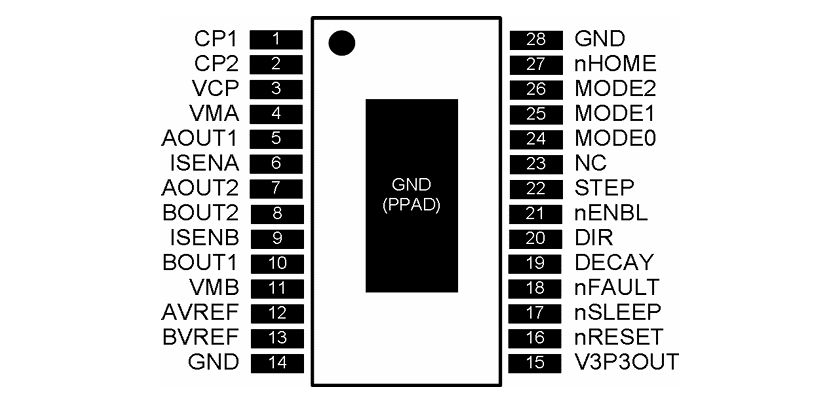 CP1 1 28 GND
CP2 2 27 nHOME
VCP 3 26 MODE2
VMA 4 25 MODE1
AOUT1 5 24 MODE0
ISENA 6 23 NC
AOUT2 7 22 STEP
BOUT2 8 21 nENBL
ISENB 9 20 DIR
BOUT1 10 19 DECAY
VMB 11 18 nFAULT
AVREF 12 17 nSLEEP
BVREF 13 16 nRESET
GND 14 15 V3P3OUT
GND
(PPAD)